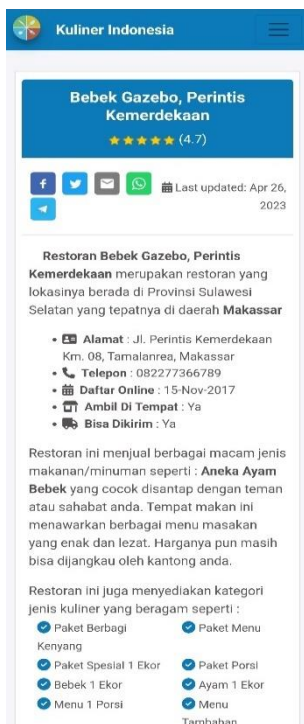 Kuliner Indonesia
Bebek Gazebo, Perintis
Kemerdekaan
(4.7)
Last updated: Apr 26,
2023
Restoran Bebek Gazebo, Perintis
Kemerdekaan merupakan restoran yang
lokasinya berada di Provinsi Sulawesi
Selatan yang tepatnya di daerah Makassar
Alamat : Jl. Perintis Kemerdekaan
Km. 08, Tamalanrea, Makassar
Telepon : 082277366789
Daftar Online : 15-Nov-2017
Ambil Di Tempat : Ya
Bisa Dikirim : Ya
Restoran ini menjual berbagai macam jenis
makanan/minuman seperti : Aneka Ayam
Bebek yang cocok disantap dengan teman
atau sahabat anda. Tempat makan ini
menawarkan berbagai menu masakan
yang enak dan lezat. Harganya pun masih
bisa dijangkau oleh kantong anda.
Restoran ini juga menyediakan kategori
jenis kuliner yang beragam seperti :
Paket Berbagi Kenyang
Paket Menu
Paket Spesial 1 Ekor
Paket Porsi
Bebek 1 Ekor
Ayam 1 Ekor
Menu 1 Porsi
Menu
Tambahan